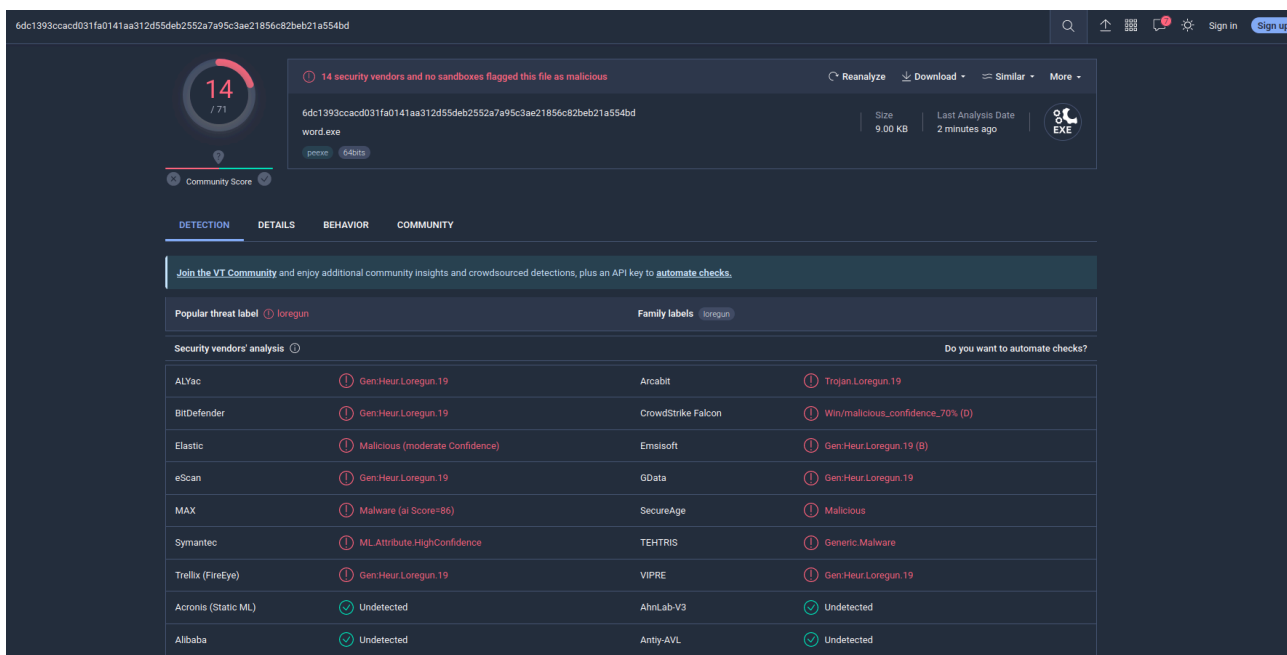 6dc1393ccacd031fa0141aa312d55deb2552a7a95c3ae21856c82beb21a554bd
7
Sign in
Sign up
14
/ 71
Community Score
14 security vendors and no sandboxes flagged this file as malicious
Reanalyze
Download
Similar
More
6dc1393ccacd031fa0141aa312d55deb2552a7a95c3ae21856c82beb21a554bd
word.exe
peexe
64bits
Size
9.00 KB
Last Analysis Date
2 minutes ago
EXE
DETECTION
DETAILS
BEHAVIOR
COMMUNITY
Join the VT Community and enjoy additional community insights and crowdsourced detections, plus an API key to automate checks.
Popular threat label
loregun
Family labels
loregun
Security vendors' analysis
Do you want to automate checks?
ALYac
Gen:Heur.Loregun.19
Arcabit
Trojan.Loregun.19
BitDefender
Gen:Heur.Loregun.19
CrowdStrike Falcon
Win/malicious_confidence_70% (D)
Elastic
Malicious (moderate Confidence)
Emsisoft
Gen:Heur.Loregun.19 (B)
eScan
Gen:Heur.Loregun.19
GData
Gen:Heur.Loregun.19
MAX
Malware (ai Score=86)
SecureAge
Malicious
Symantec
ML.Attribute.HighConfidence
TEHTRIS
Generic.Malware
Trellix (FireEye)
Gen:Heur.Loregun.19
VIPRE
Gen:Heur.Loregun.19
Acronis (Static ML)
Undetected
AhnLab-V3
Undetected
Alibaba
Undetected
Antiy-AVL
Undetected